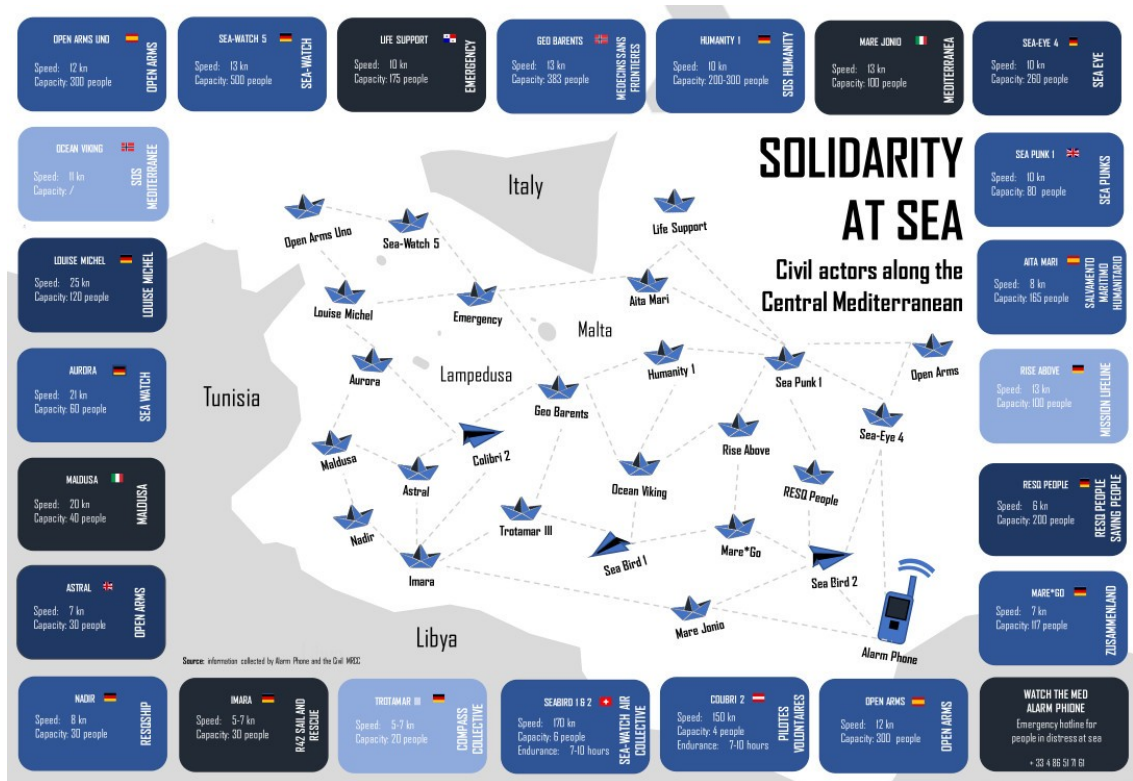 OPEN ARMS UNO
Speed: 12 kn
Capacity: 300 people
OPEN ARMS
SEA-WATCH 5
Speed: 13 kn
Capacity: 500 people
SEA-WATCH
LIFE SUPPORT
Speed: 10 kn
Capacity: 175 people
EMERGENCY
GEO BARENTS
Speed: 13 kn
Capacity: 383 people
MEDECINS SANS
FRONTIERES
HUMANITY 1
Speed: 10 kn
Capacity: 200-300 people
SOS HUMANITY
MARE JONIO
Speed: 13 kn
Capacity: 100 people
MEDITERRANEA
SEA-EYE 4
Speed: 10 kn
Capacity: 260 people
SEA EYE
OCEAN VIKING
Speed: 11 kn
Capacity: /
SOS
MEDITERRANEE
SOLIDARITY
AT SEA
Civil actors along the
Central Mediterranean
SEA PUNK 1
Speed: 10 kn
Capacity: 80 people
SEA PUNKS
LOUISE MICHEL
Speed: 25 kn
Capacity: 120 people
LOUISE MICHEL
AITA MARI
Speed: 8 kn
Capacity: 165 people
SALVAMENTO
MARITIMO
HUMANITARIO
AURORA
Speed: 21 kn
Capacity: 60 people
SEA WATCH
RISE ABOVE
Speed: 13 kn
Capacity: 100 people
MISSION LIFELINE
MALDUSA
Speed: 20 kn
Capacity: 40 people
MALDUSA
RESQ PEOPLE
Speed: 6 kn
Capacity: 200 people
RESQ PEOPLE
SAVING PEOPLE
ASTRAL
Speed: 7 kn
Capacity: 30 people
OPEN ARMS
MARE*GO
Speed: 7 kn
Capacity: 117 people
ZUSAMMENLAND
Italy
Open Arms Uno
Sea-Watch 5
Life Support
Louise Michel
Emergency
Aita Mari
Malta
Aurora
Lampedusa
Geo Barents
Humanity 1
Sea Punk 1
Open Arms
Tunisia
Maldusa
Colibri 2
Astral
Ocean Viking
Rise Above
Sea-Eye 4
RESQ People
Nadir
Trotamar III
Imara
Sea Bird 1
Mare*Go
Sea Bird 2
Mare Jonio
Alarm Phone
Libya
Source: information collected by Alarm Phone and the Civil MRCC
NADIR
Speed: 8 kn
Capacity: 30 people
RESQSHIP
IMARA
Speed: 5-7 kn
Capacity: 30 people
R42 SAIL AND
RESCUE
TROTAMAR III
Speed: 5-7 kn
Capacity: 20 people
COMPASS
COLLECTIVE
SEABIRD 1 & 2
Speed: 170 kn
Capacity: 6 people
Endurance: 7-10 hours
SEA-WATCH AIR
COLLECTIVE
COLIBRI 2
Speed: 150 kn
Capacity: 4 people
Endurance: 7-10 hours
PILOTES
VOLONTAIRES
OPEN ARMS
Speed: 12 kn
Capacity: 300 people
OPEN ARMS
WATCH THE MED
ALARM PHIONE
Emergency hotline for
people in distress at sea
+ 33 4 86 51 71 61